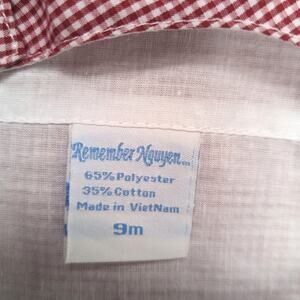 Remember Nguyen...
65% Polyester
35% Cotton
Made in VietNam
9m